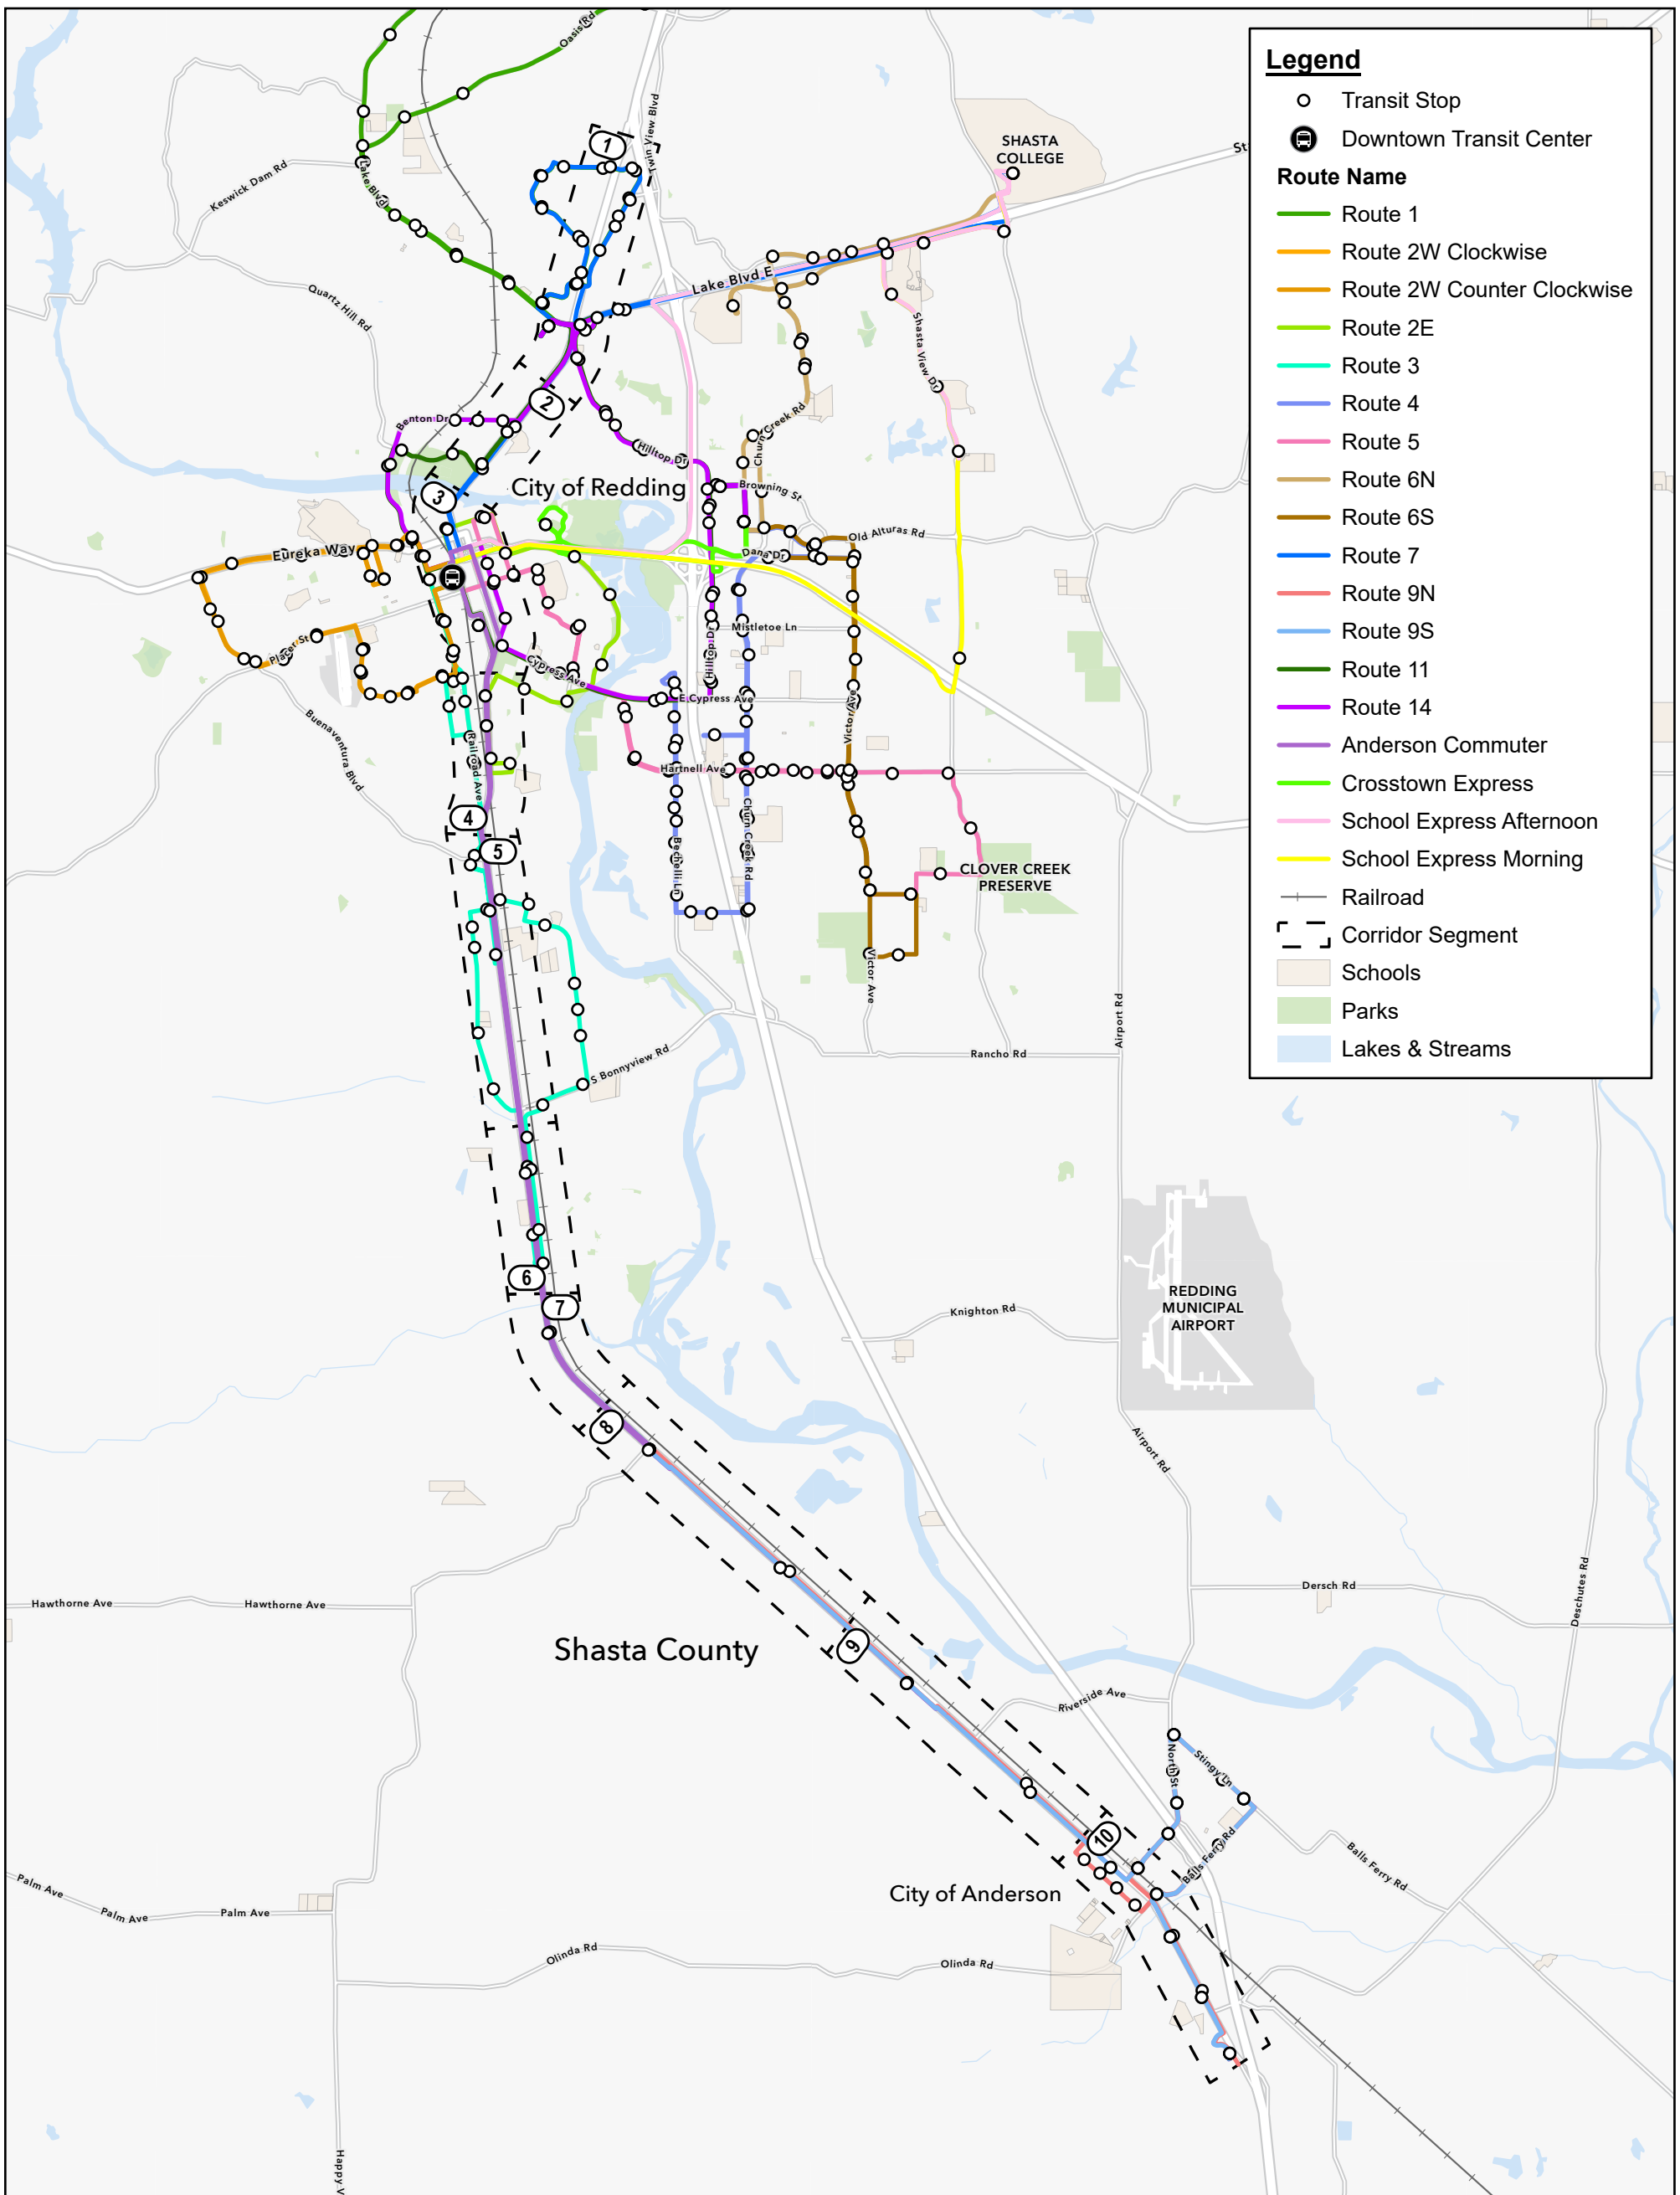 Legend
Transit Stop
Downtown Transit Center
Route Name
Route 1
Route 2W Clockwise
Route 2W Counter Clockwise
Route 2E
Route 3
Route 4
Route 5
Route 6N
Route 6S
Route 7
Route 9N
Route 9S
Route 11
Route 14
Anderson Commuter
Crosstown Express
School Express Afternoon
School Express Morning
Railroad
Corridor Segment
Schools
Parks
Lakes & Streams
Oasis Rd
Twin View Blvd
1
SHASTA
COLLEGE
Keswick Dam Rd
Lake Blvd
Lake Blvd E
Quartz Hill Rd
Shasta View Dr
2
Benton Dr
Churn Creek Rd
Hilltop Dr
3
City of Redding
Browning St
Old Alturas Rd
Eureka Way
Dana Dr
Placer St
Mistletoe Ln
Hilltop Dr
Cypress Ave
E Cypress Ave
Victor Ave
Buenaventura Blvd
Railroad Ave
Hartnell Ave
4
5
Bechelli Ln
Churn Creek Rd
CLOVER CREEK
PRESERVE
Victor Ave
Airport Rd
S Bonnyview Rd
Rancho Rd
6
7
REDDING
MUNICIPAL
AIRPORT
Knighton Rd
8
Airport Rd
Hawthorne Ave
Hawthorne Ave
Dersch Rd
Deschutes Rd
Shasta County
9
Riverside Ave
North St
Stingy Ln
10
Balls Ferry Rd
Balls Ferry Rd
City of Anderson
Palm Ave
Palm Ave
Palm Ave
Olinda Rd
Olinda Rd